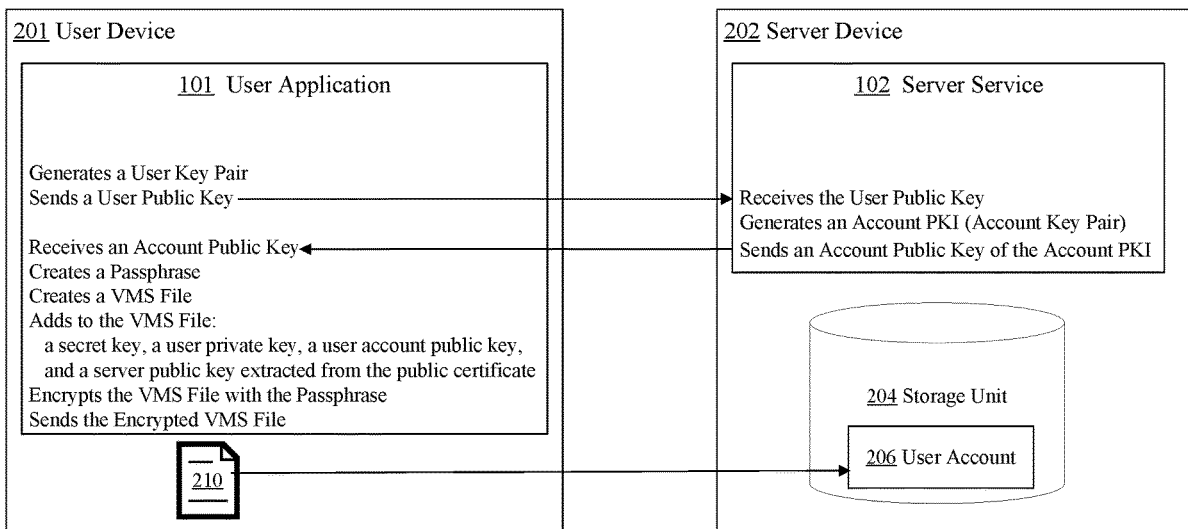 201 User Device
101 User Application
Generates a User Key Pair
Sends a User Public Key
Receives an Account Public Key
Creates a Passphrase
Creates a VMS File
Adds to the VMS File:
a secret key, a user private key, a user account public key,
and a server public key extracted from the public certificate
Encrypts the VMS File with the Passphrase
Sends the Encrypted VMS File
210
202 Server Device
102 Server Service
Receives the User Public Key
Generates an Account PKI (Account Key Pair)
Sends an Account Public Key of the Account PKI
204 Storage Unit
206 User Account